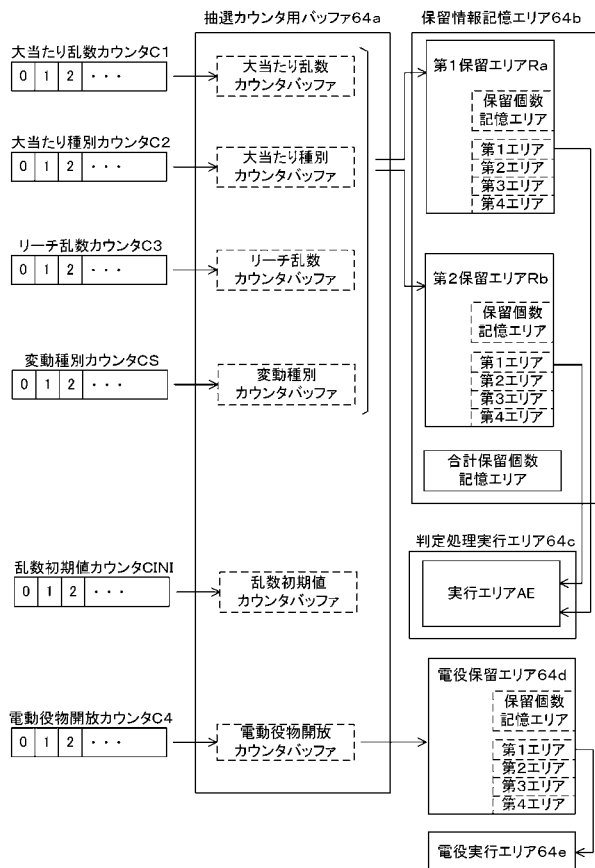 抽選カウンタ用バッファ64a
保留情報記憶エリア64b
大当たり乱数カウンタC1
0 1 2 ・・・
大当たり乱数
カウンタバッファ
大当たり種別カウンタC2
0 1 2 ・・・
大当たり種別
カウンタバッファ
リーチ乱数カウンタC3
0 1 2 ・・・
リーチ乱数
カウンタバッファ
変動種別カウンタCS
0 1 2 ・・・
変動種別
カウンタバッファ
第1保留エリアRa
保留個数
記憶エリア
第1エリア
第2エリア
第3エリア
第4エリア
第2保留エリアRb
保留個数
記憶エリア
第1エリア
第2エリア
第3エリア
第4エリア
合計保留個数
記憶エリア
判定処理実行エリア64c
実行エリアAE
乱数初期値カウンタCINI
0 1 2 ・・・
乱数初期値
カウンタバッファ
電動役物開放カウンタC4
0 1 2 ・・・
電動役物開放
カウンタバッファ
電役保留エリア64d
保留個数
記憶エリア
第1エリア
第2エリア
第3エリア
第4エリア
電役実行エリア64e